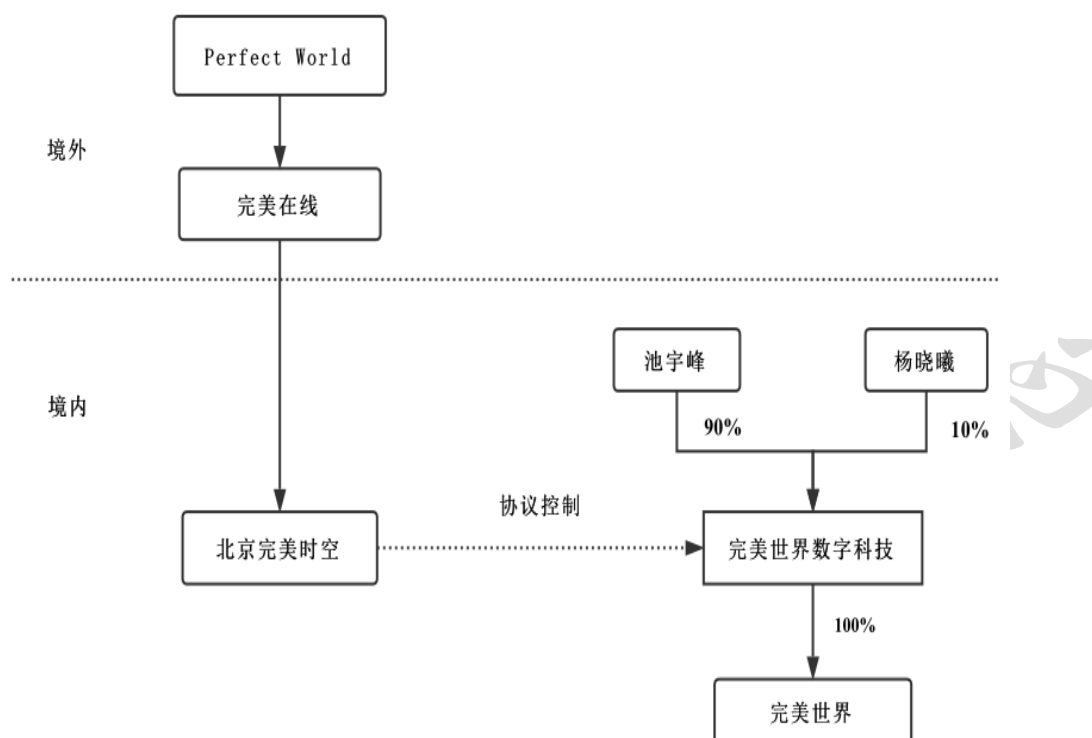 Perfect World
境外
完美在线
池宇峰
杨晓曦
境内
90%
10%
协议控制
北京完美时空
完美世界数字科技
100%
完美世界